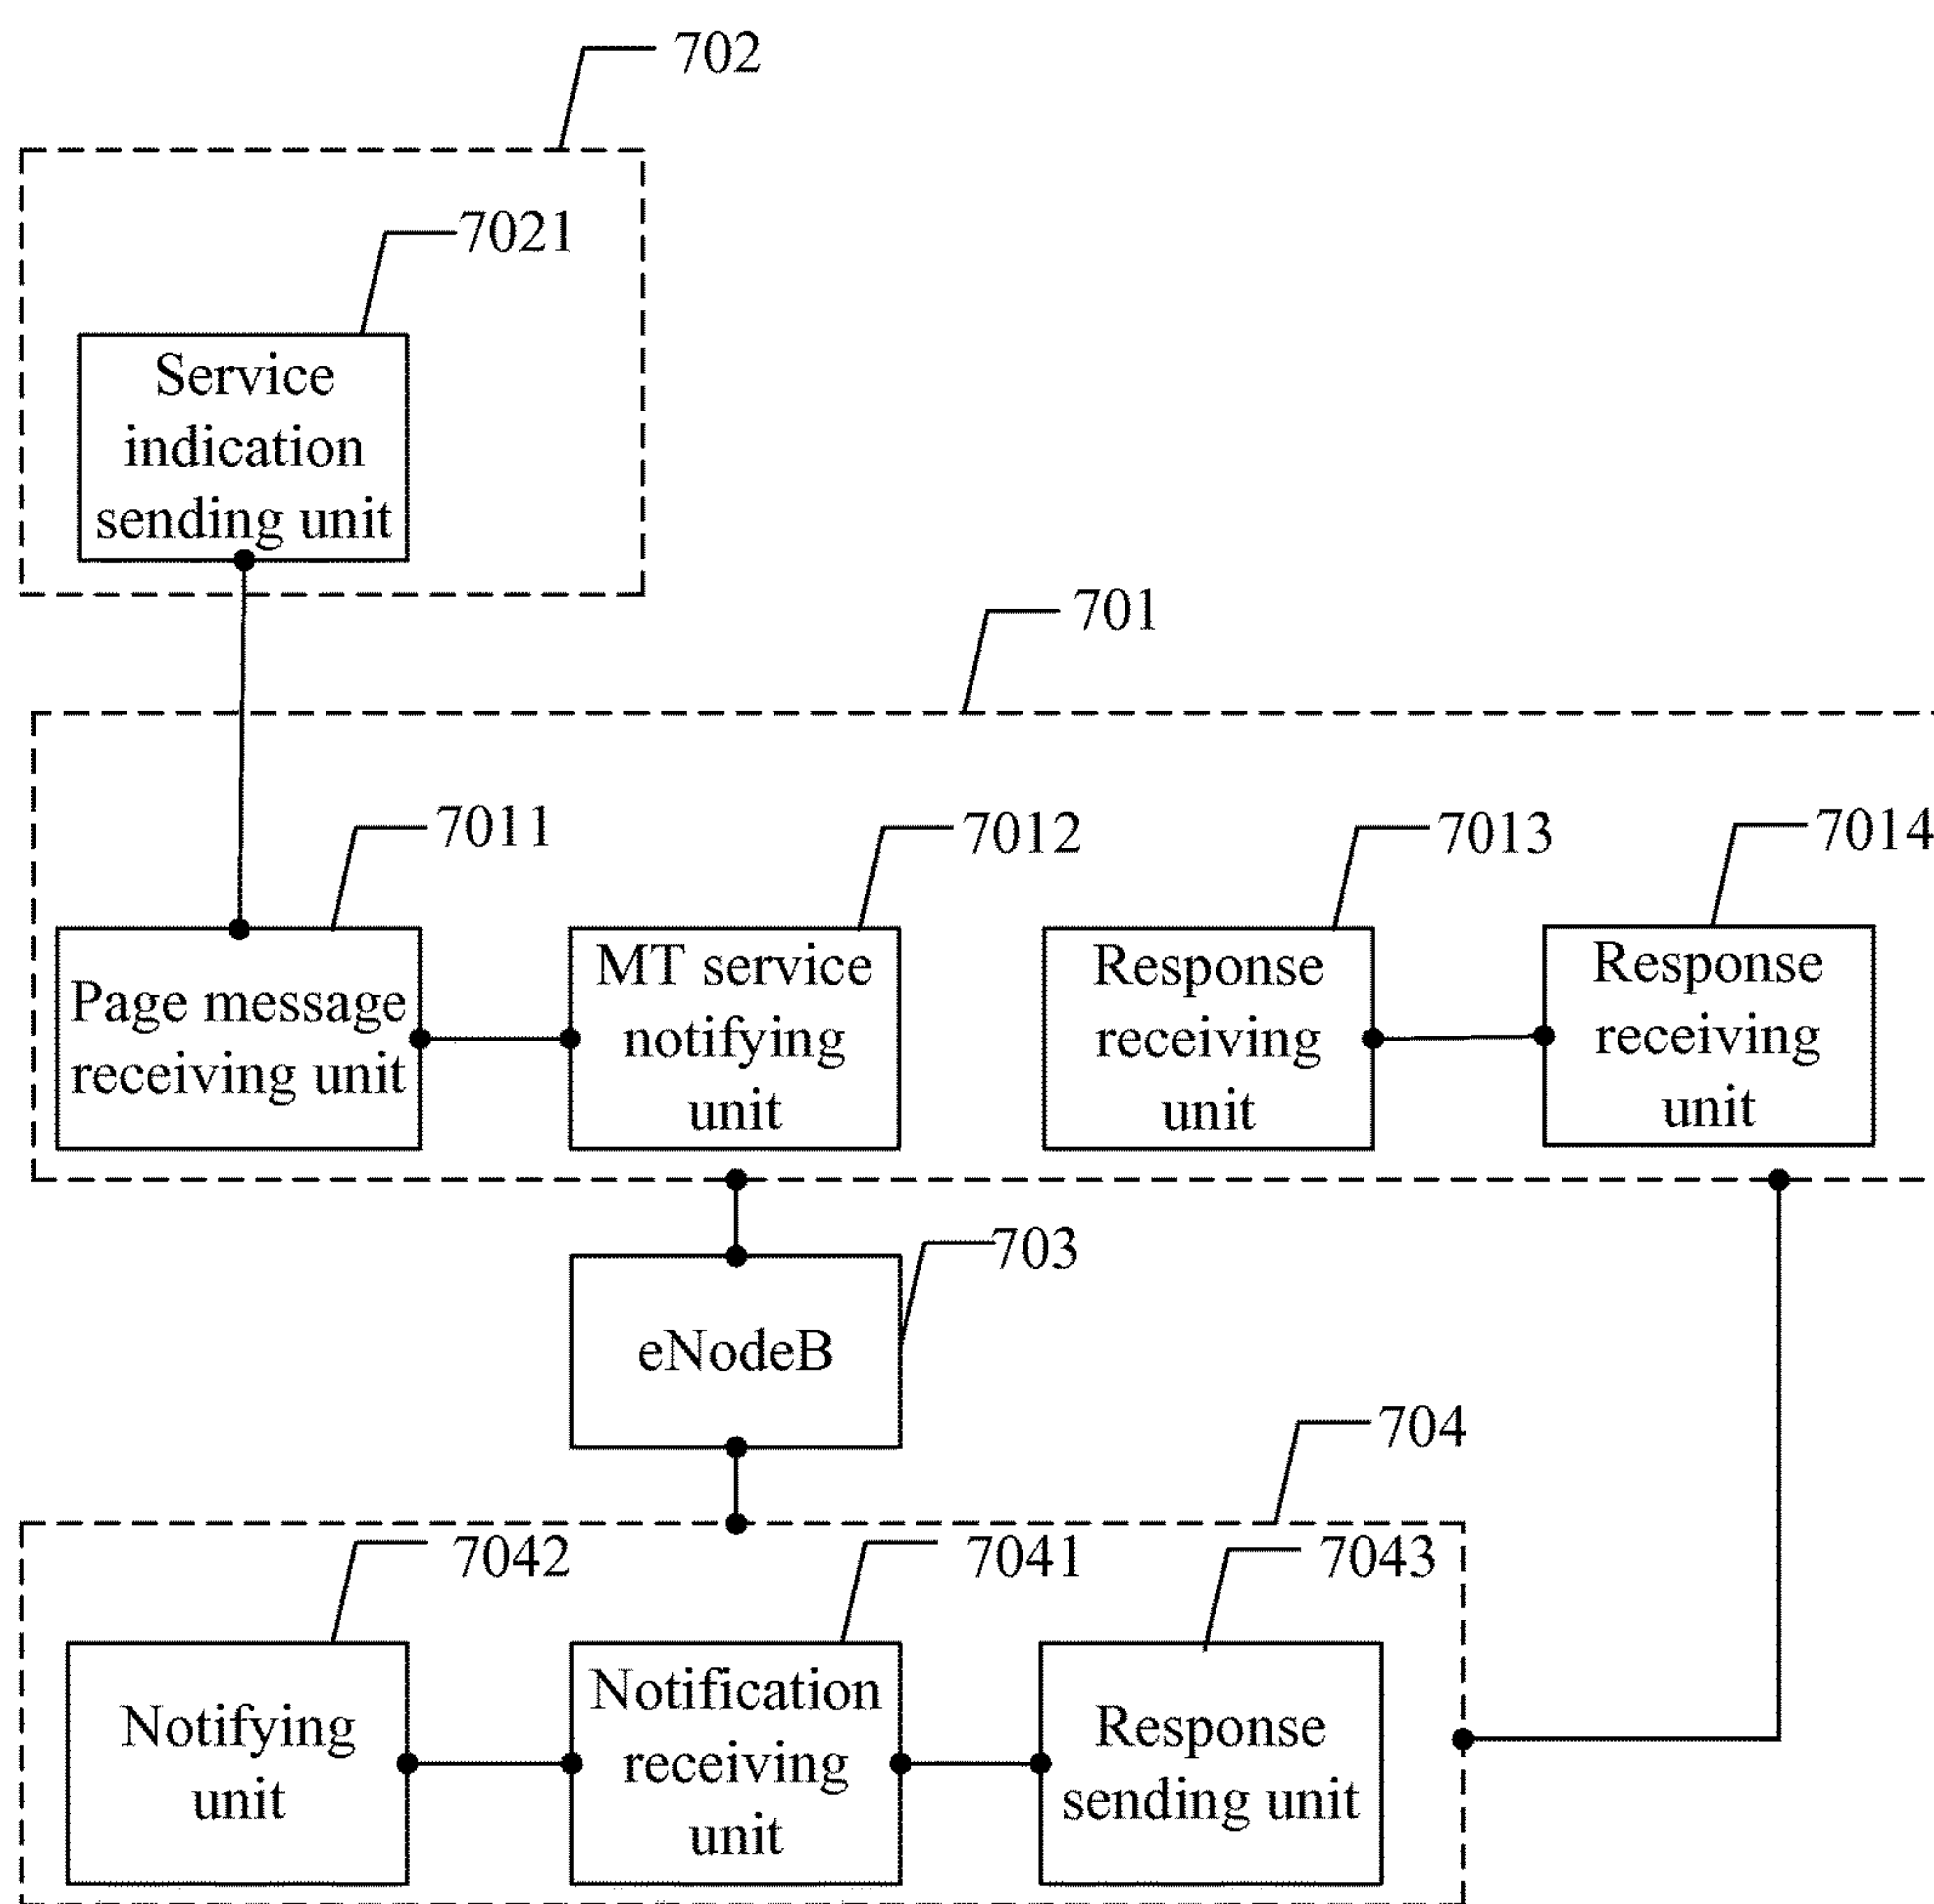 702
7021
Service
indication
sending unit
701
7011
7012
7013
7014
Page message
receiving unit
MT service
notifying
unit
Response
receiving
unit
Response
receiving
unit
703
eNodeB
704
7042
7041
7043
Notifying
unit
Notification
receiving
unit
Response
sending unit